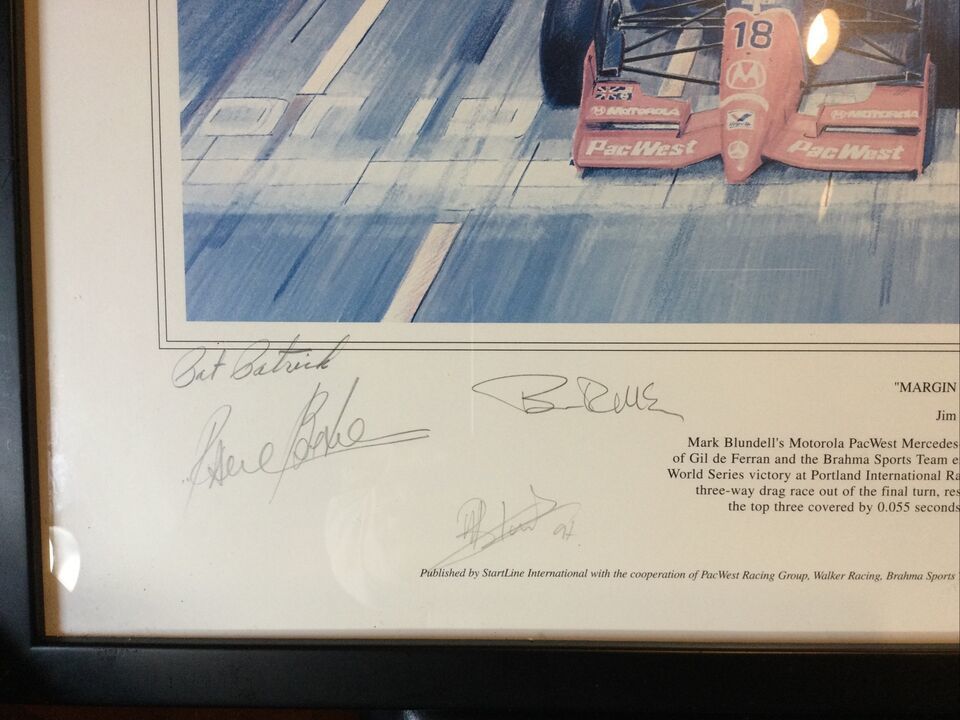 18
MOTOROLA
MOTOROLA
PacWest
PacWest
Pat Patrick
"MARGIN
Jim
Mark Blundell's Motorola PacWest Mercedes
of Gil de Ferran and the Brahma Sports Team e
World Series victory at Portland International Ra
three-way drag race out of the final turn, res
the top three covered by 0.055 seconds
Published by StartLine International with the cooperation of PacWest Racing Group, Walker Racing, Brahma Sports